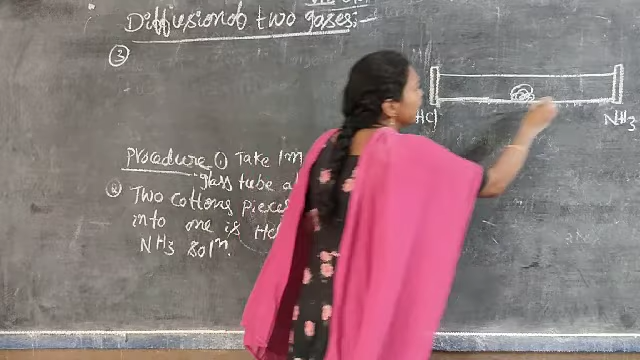 Diffusion of two gases:-
③
HCl
NH3
Procedure ① Take 1m
glass tube a
② Two cottons pieces
into one is HCl
NH3 soln.